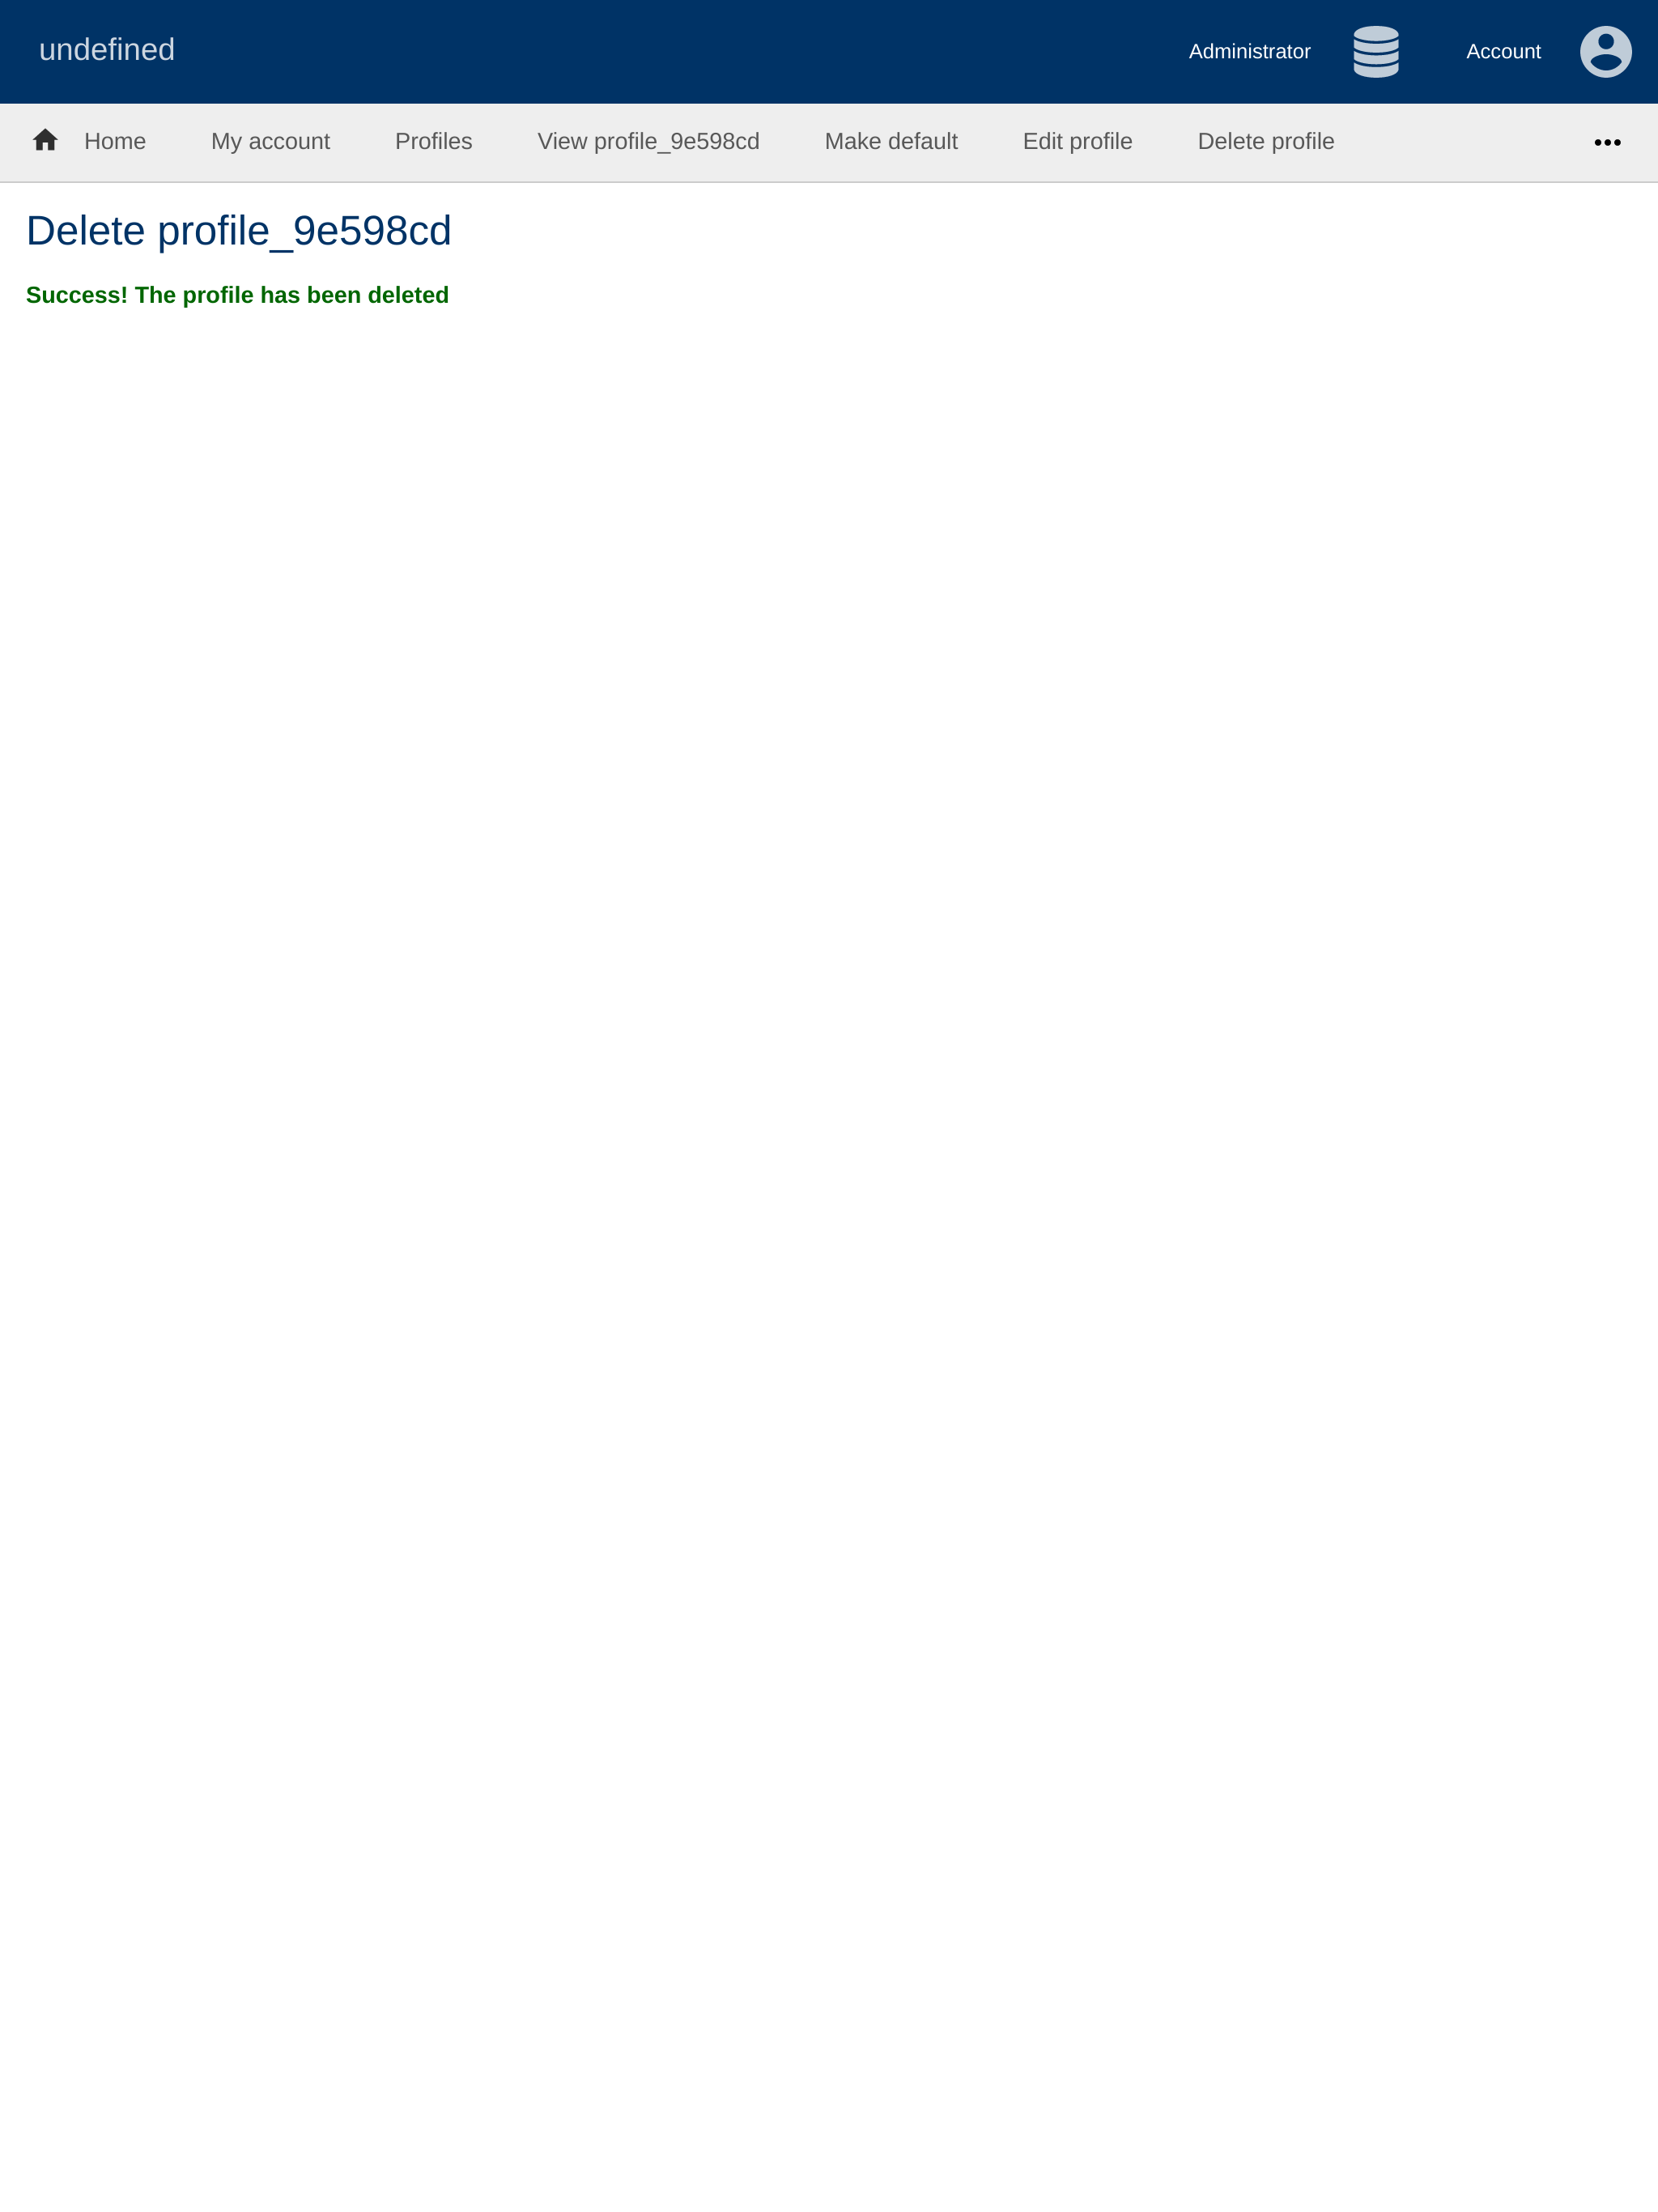 undefined
Administrator
Account
Home
My account
Profiles
View profile_9e598cd
Make default
Edit profile
Delete profile
Delete profile_9e598cd
Success! The profile has been deleted